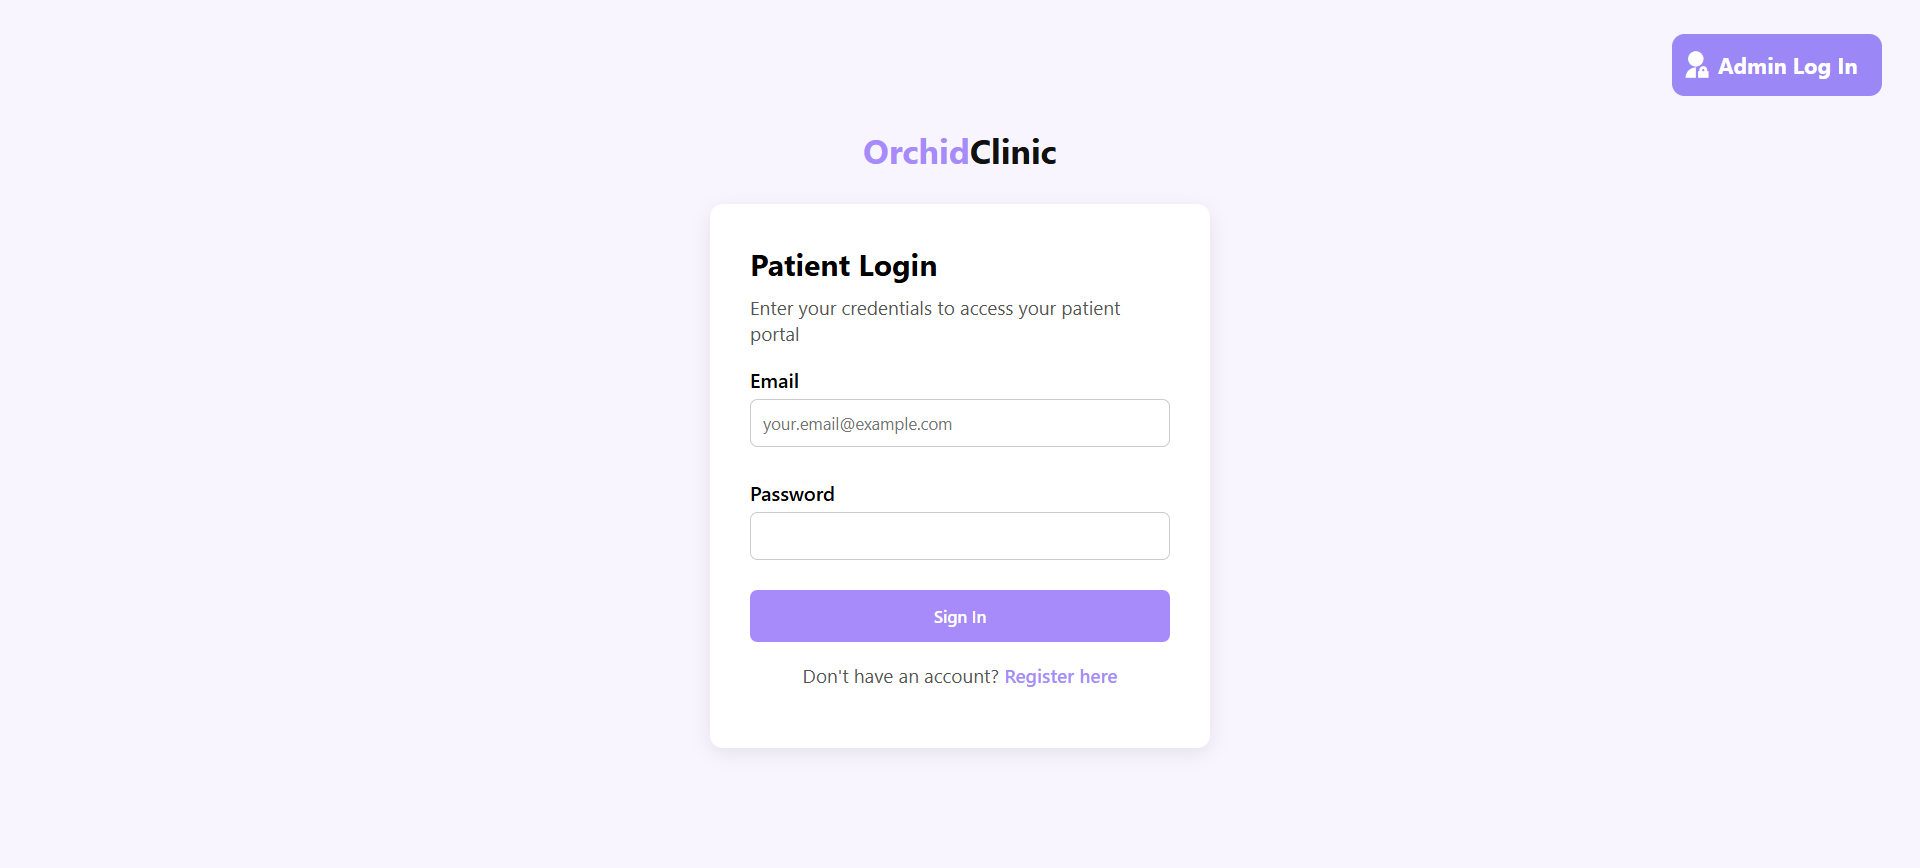 Admin Log In
OrchidClinic
Patient Login
Enter your credentials to access your patient
portal
Email
your.email@example.com
Password
Sign In
Don't have an account? Register here